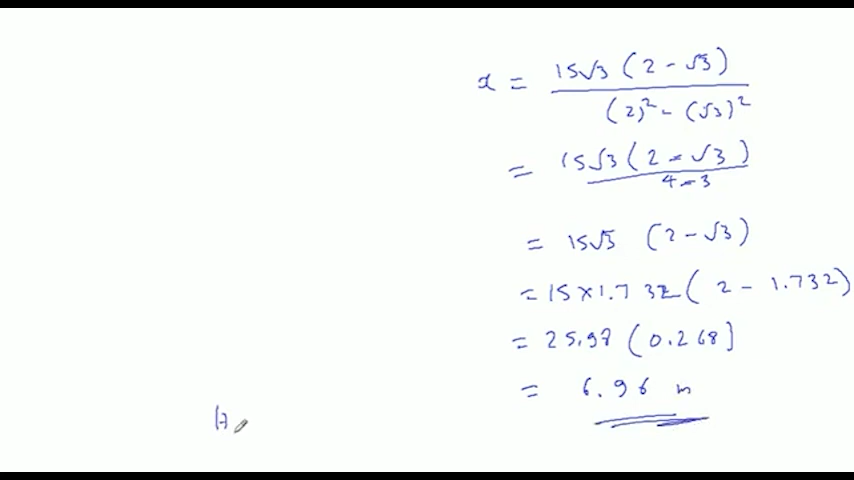 x = 15√3 (2 - √3) / (2)² - (√3)²
= 15√3 (2 - √3) / 4 - 3
= 15√3 (2 - √3)
= 15 × 1.732 (2 - 1.732)
= 25.98 (0.268]
= 6.96 m